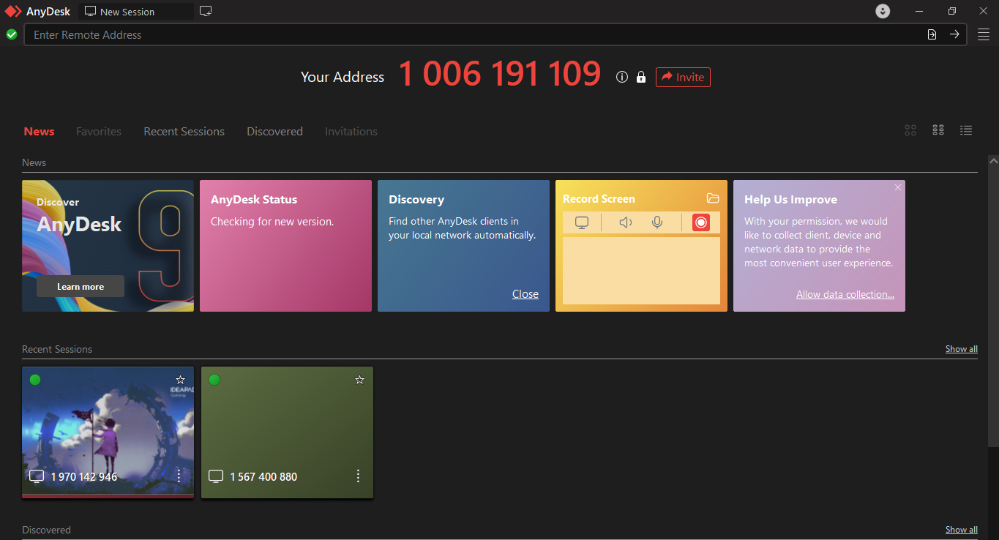 AnyDesk
New Session
Enter Remote Address
Your Address
1 006 191 109
Invite
News
Favorites
Recent Sessions
Discovered
Invitations
News
Discover
AnyDesk
9
Learn more
AnyDesk Status
Checking for new version.
Discovery
Find other AnyDesk clients in
your local network automatically.
Close
Record Screen
Help Us Improve
With your permission, we would
like to collect client, device and
network data to provide the
most convenient user experience.
Allow data collection...
Recent Sessions
Show all
IDEAPAD
Gaming
1 970 142 946
1 567 400 880
Discovered
Show all